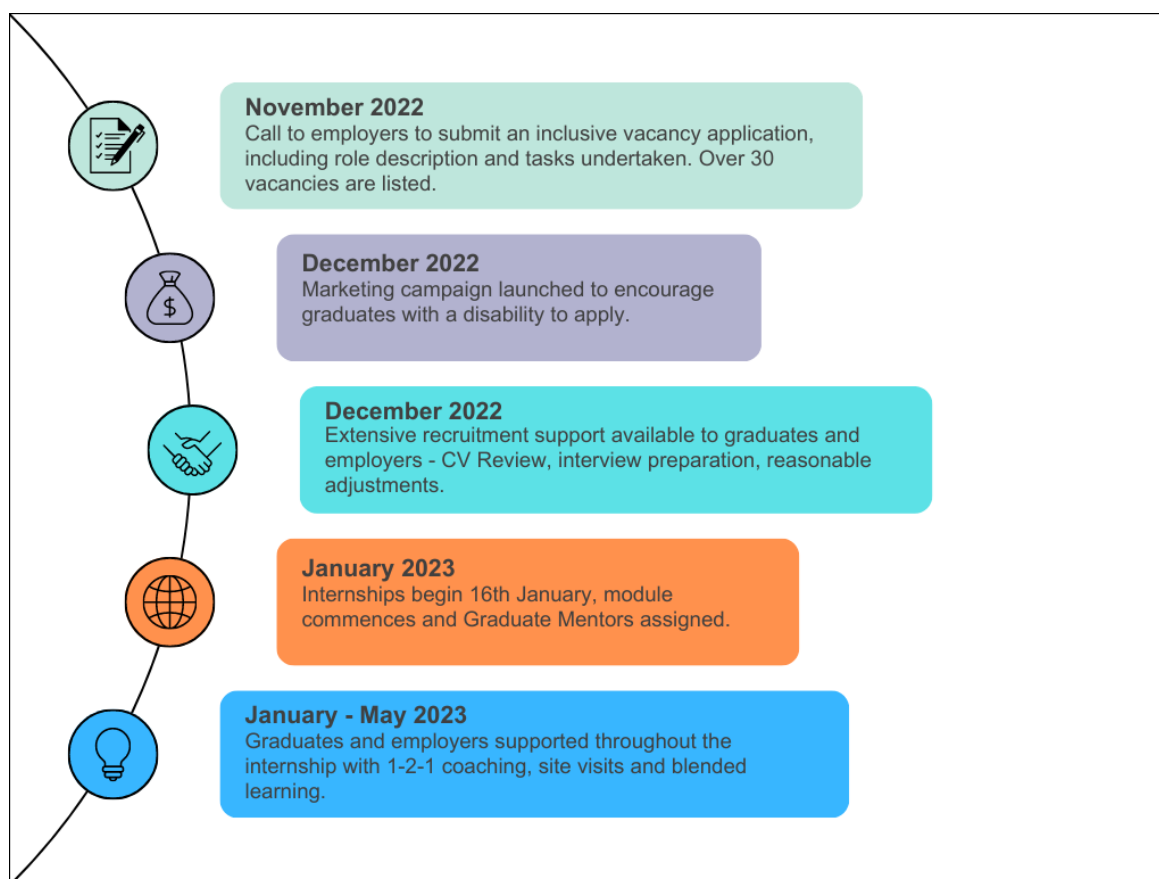 November 2022
Call to employers to submit an inclusive vacancy application,
including role description and tasks undertaken. Over 30
vacancies are listed.
$
December 2022
Marketing campaign launched to encourage
graduates with a disability to apply.
December 2022
Extensive recruitment support available to graduates and
employers - CV Review, interview preparation, reasonable
adjustments.
January 2023
Internships begin 16th January, module
commences and Graduate Mentors assigned.
January - May 2023
Graduates and employers supported throughout the
internship with 1-2-1 coaching, site visits and blended
learning.